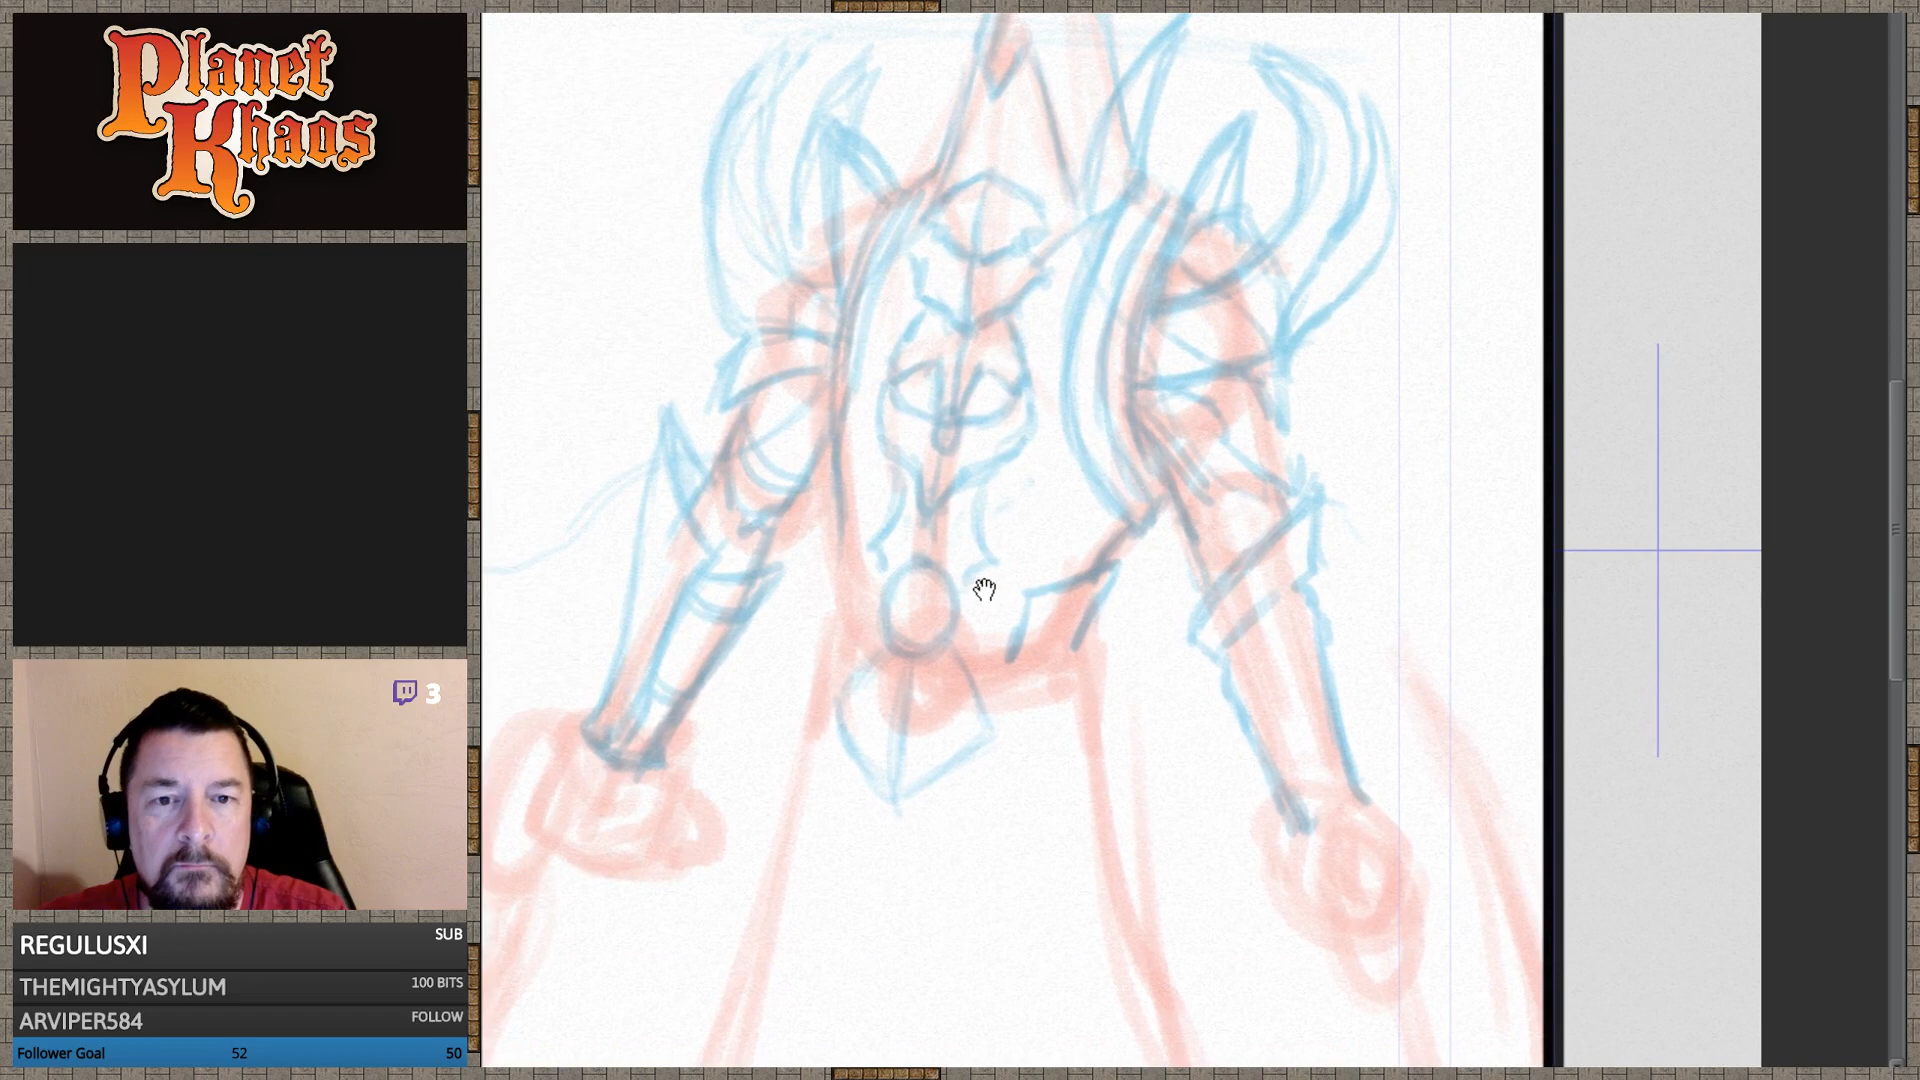 Planet
Khaos
3
REGULUSXI SUB
THEMIGHTYASYLUM 100 BITS
ARVIPER584 FOLLOW
Follower Goal 52 50